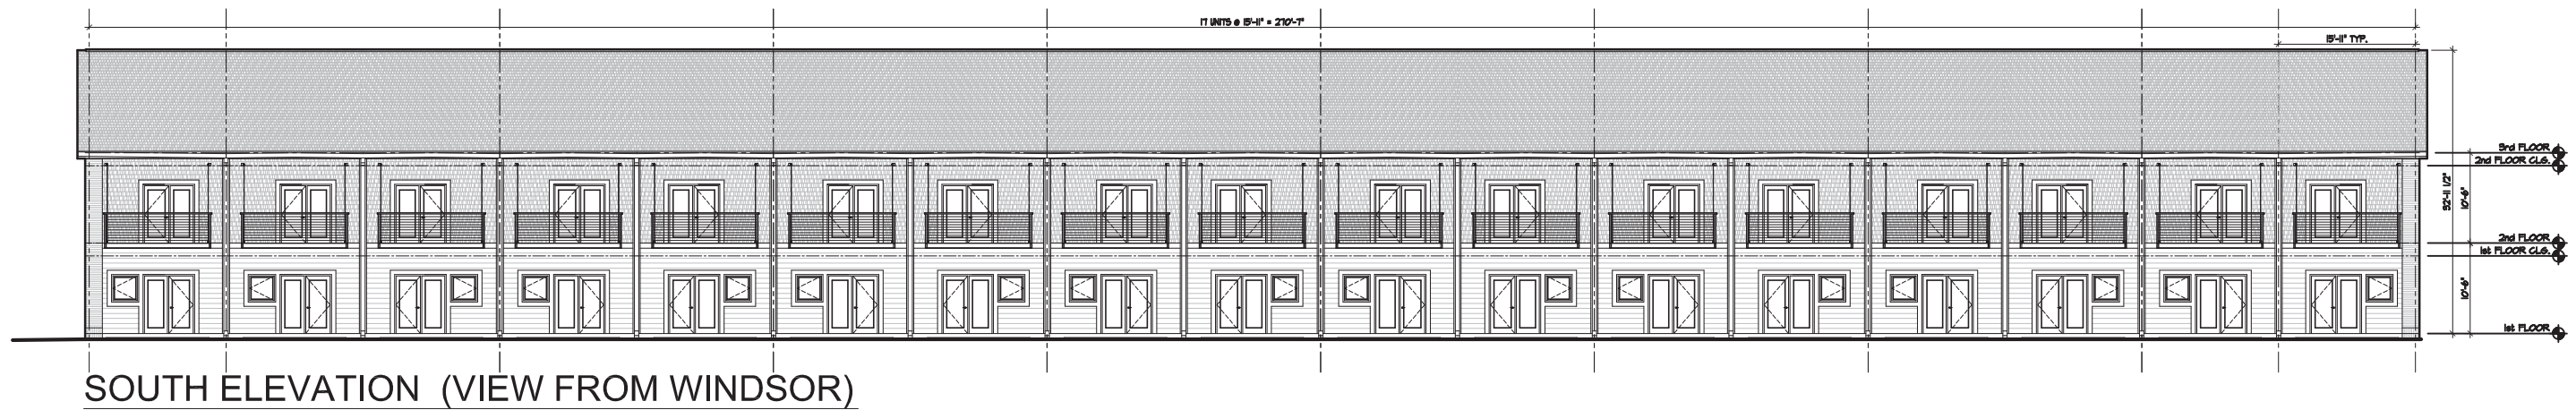 17 UNITS @ 15'-11" = 270'-7"
15'-11" TYP.
3rd FLOOR
2nd FLOOR CLG.
32'-11 1/2"
10'-6"
2nd FLOOR
1st FLOOR CLG.
10'-6"
1st FLOOR
SOUTH ELEVATION (VIEW FROM WINDSOR)